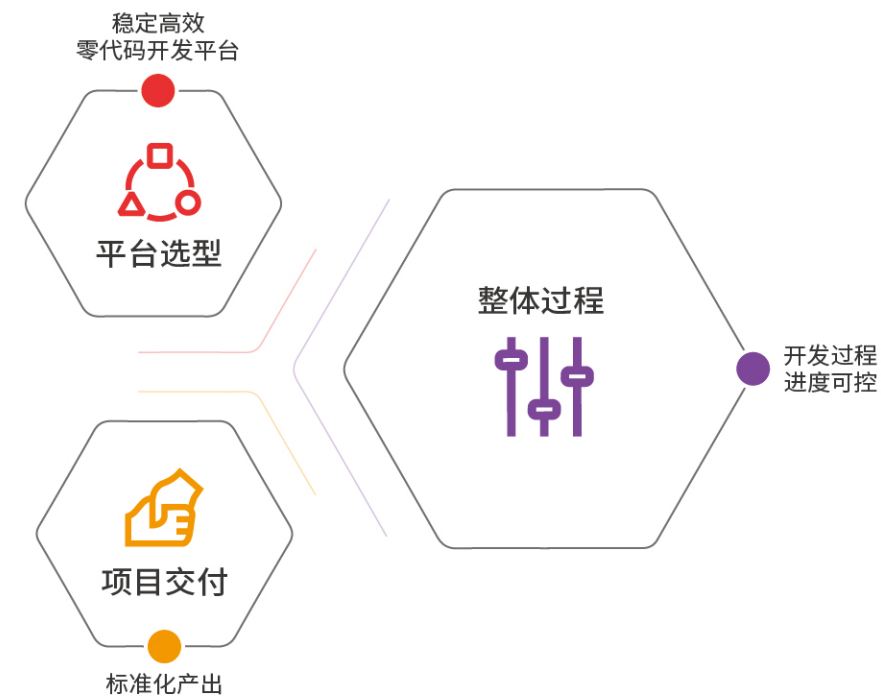 稳定高效
零代码开发平台
平台选型
整体过程
开发过程
进度可控
项目交付
标准化产出